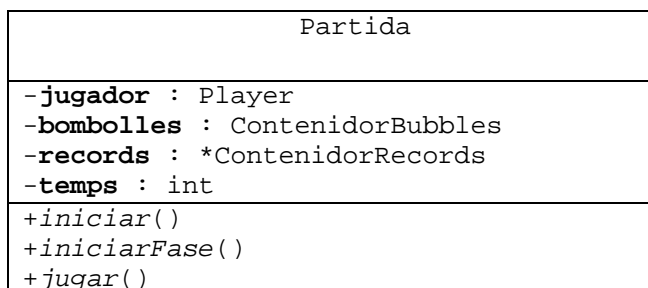 Partida
-jugador : Player
-bombolles : ContenidorBubbles
-records : *ContenidorRecords
-temps : int
+iniciar()
+iniciarFase()
+jugar()